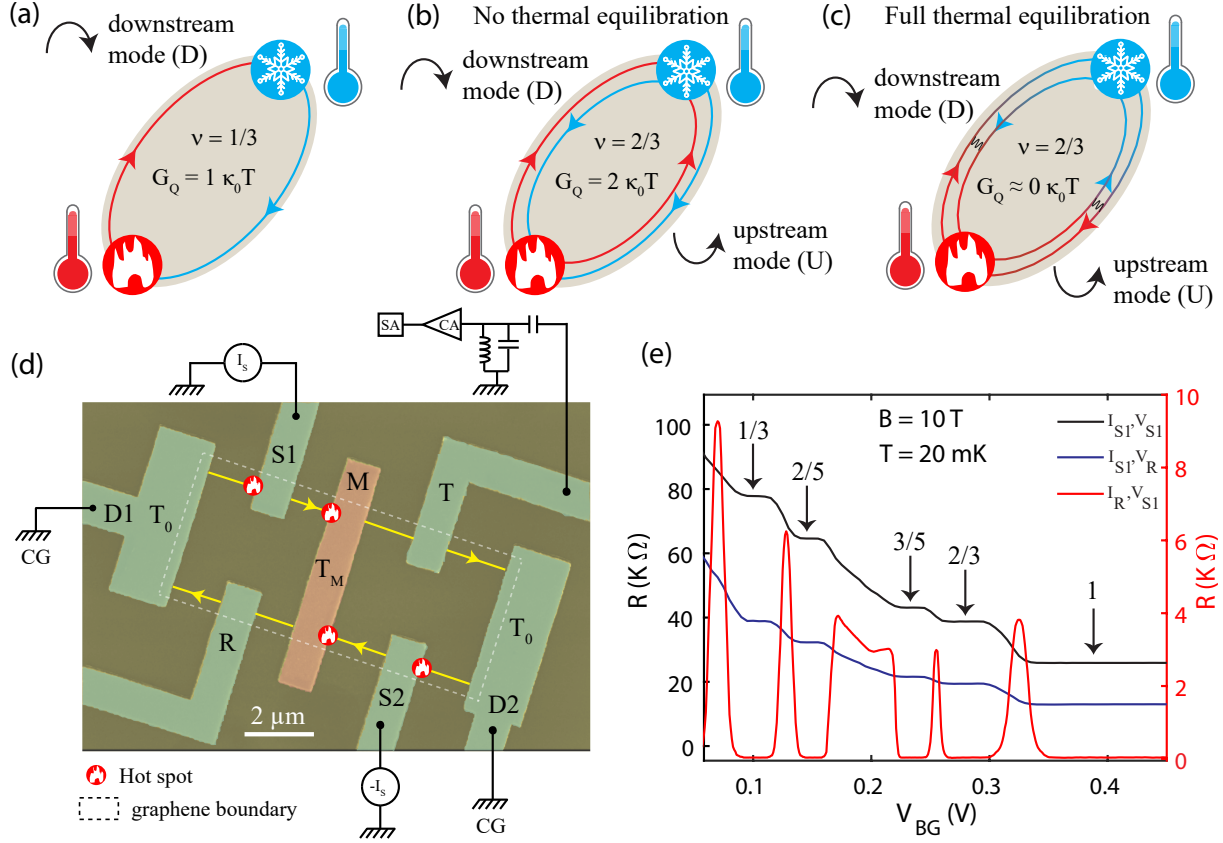 (a)
downstream
mode (D)
ν = 1/3
G_Q = 1 κ₀T
(b)
No thermal equilibration
downstream
mode (D)
ν = 2/3
G_Q = 2 κ₀T
upstream
mode (U)
(c)
Full thermal equilibration
downstream
mode (D)
ν = 2/3
G_Q ≈ 0 κ₀T
upstream
mode (U)
(d)
I_S
SA
CA
S1
M
T
D1
T₀
CG
T_M
T₀
R
S2
D2
2 µm
-I_S
CG
Hot spot
graphene boundary
(e)
B = 10 T
T = 20 mK
I_S1,V_S1
I_S1,V_R
I_R,V_S1
1/3
2/5
3/5
2/3
1
R (K Ω)
100
80
60
40
20
0
0.1
0.2
0.3
0.4
V_BG (V)
10
8
6
4
2
0
R (K Ω)